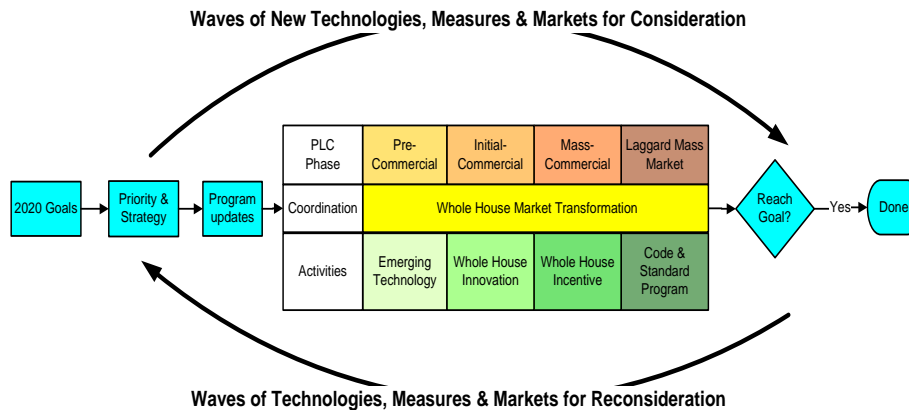 Waves of New Technologies, Measures & Markets for Consideration
PLC
Phase
Pre-
Commercial
Initial-
Commercial
Mass-
Commercial
Laggard Mass
Market
2020 Goals
Priority &
Strategy
Program
updates
Coordination
Whole House Market Transformation
Reach
Goal?
Yes
Done
Activities
Emerging
Technology
Whole House
Innovation
Whole House
Incentive
Code &
Standard
Program
Waves of Technologies, Measures & Markets for Reconsideration